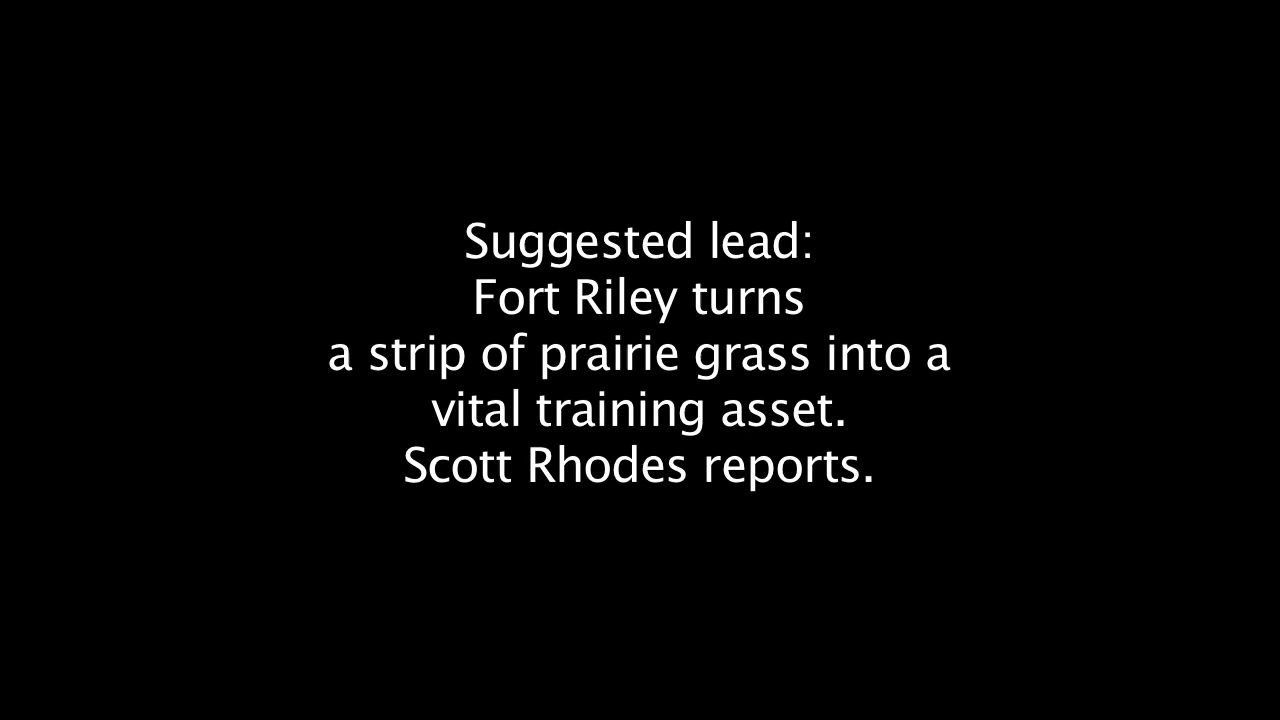 Suggested lead:
Fort Riley turns
a strip of prairie grass into a
vital training asset.
Scott Rhodes reports.